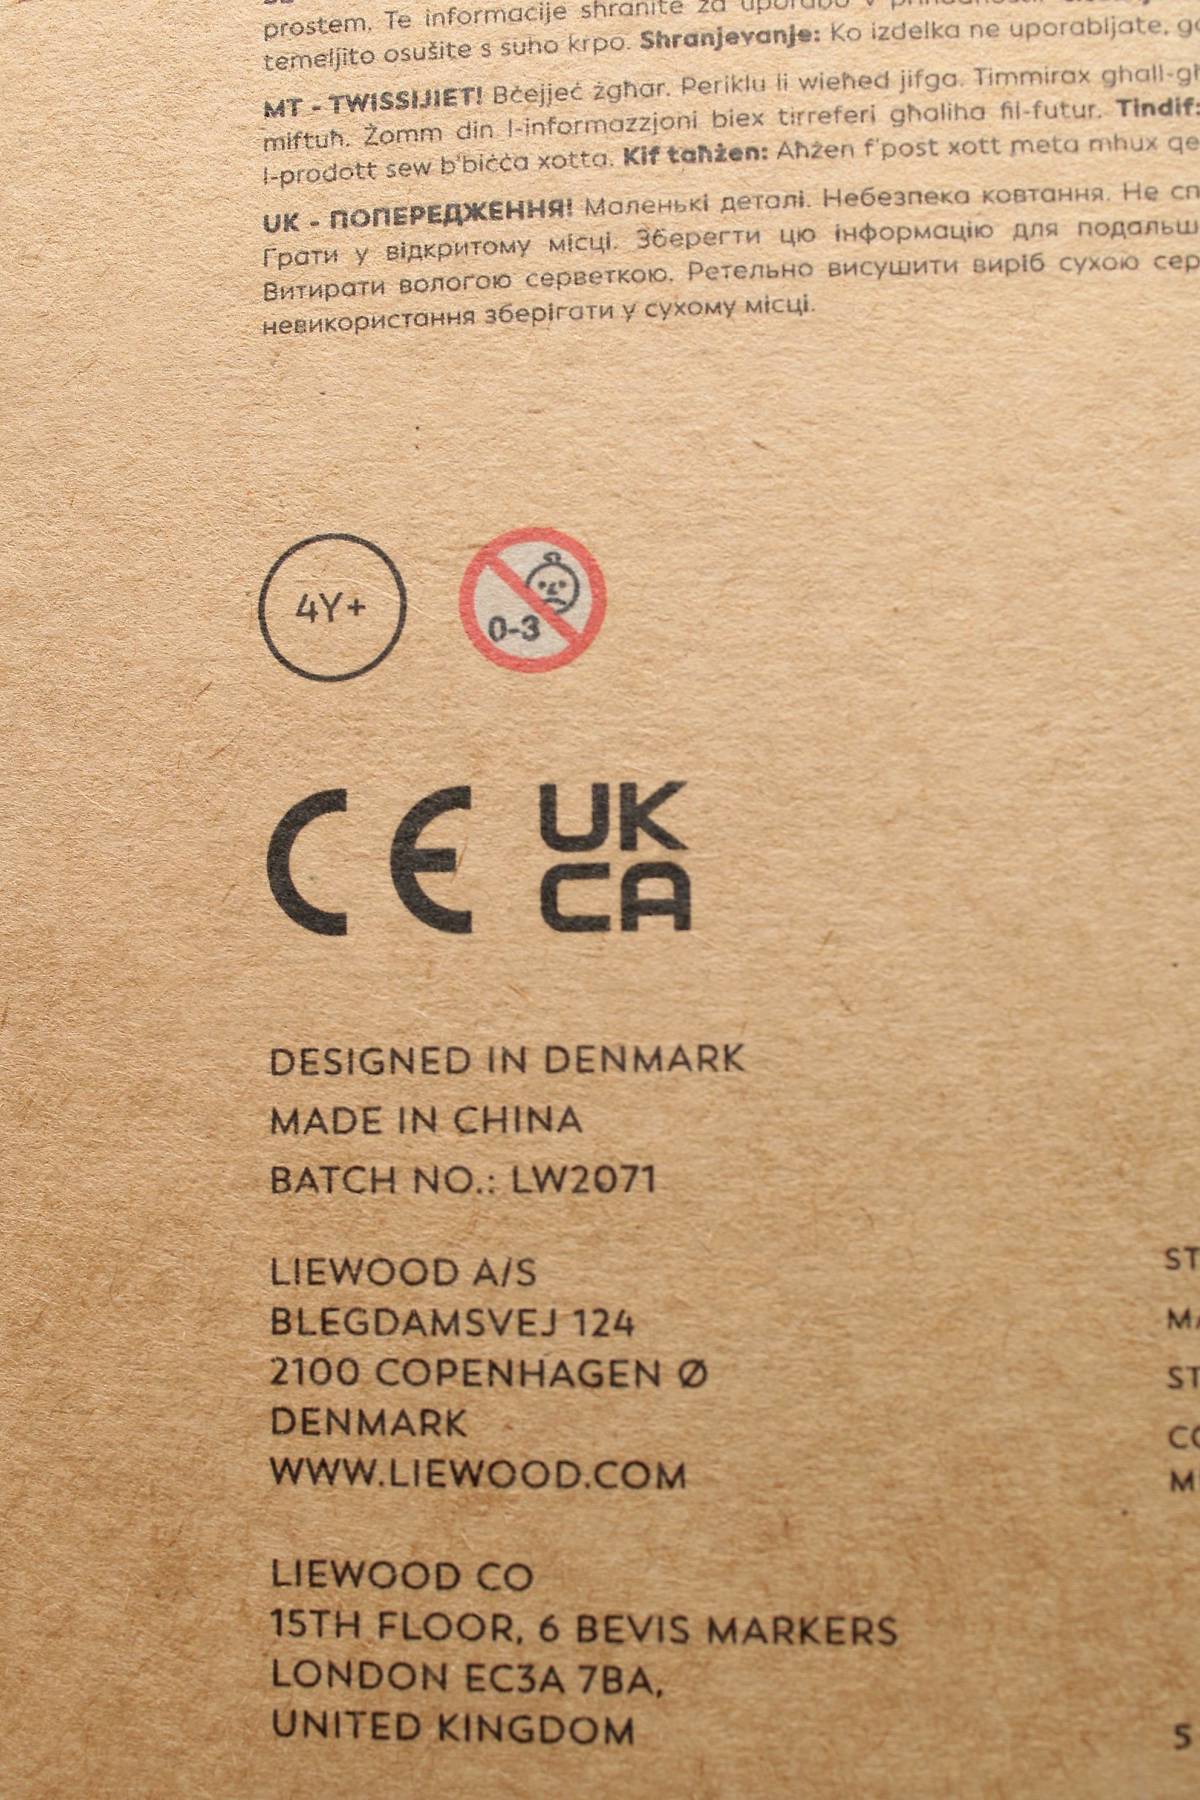 prostem. Te informacije shranite za uporabo v prihodnosti.
temeljito osušite s suho krpo. Shranjevanje: Ko izdelka ne uporabljate,
MT - TWISSIJIET! Bċejjeċ żgħar. Periklu li wieħed jifga. Timmirax
miftuħ. Żomm din l-informazzjoni biex tirreferi għaliha fil-futur. Tindif:
l-prodott sew b'biċċa xotta. Kif taħżen: Aħżen f'post xott meta mhux
UK - ПОПЕРЕДЖЕННЯ! Маленькі деталі. Небезпека ковтання. Не
Грати у відкритому місці. Зберегти цю інформацію для
Витирати вологою серветкою. Ретельно висушити виріб сухою
невикористання зберігати у сухому місці.
4Y+
0-3
CE UK
CA
DESIGNED IN DENMARK
MADE IN CHINA
BATCH NO.: LW2071
LIEWOOD A/S
BLEGDAMSVEJ 124
2100 COPENHAGEN Ø
DENMARK
WWW.LIEWOOD.COM
LIEWOOD CO
15TH FLOOR, 6 BEVIS MARKERS
LONDON EC3A 7BA,
UNITED KINGDOM